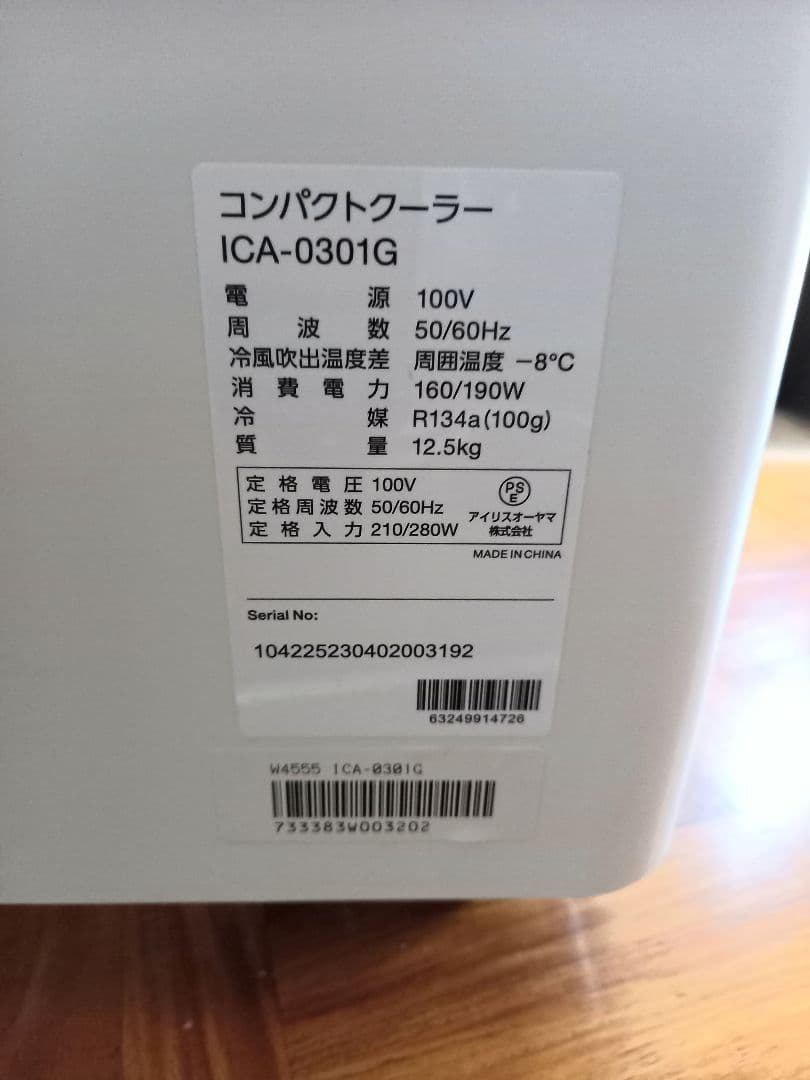 コンパクトクーラー
ICA-0301G
電源 100V
周波数 50/60Hz
冷風吹出温度差 周囲温度 −8℃
消費電力 160/190W
冷媒 R134a(100g)
質量 12.5kg
定格電圧 100V
定格周波数 50/60Hz
定格入力 210/280W
PSE
アイリスオーヤマ
株式会社
MADE IN CHINA
Serial No:
104225230402003192
63249914726
W4555 ICA-0301G
733383W003202